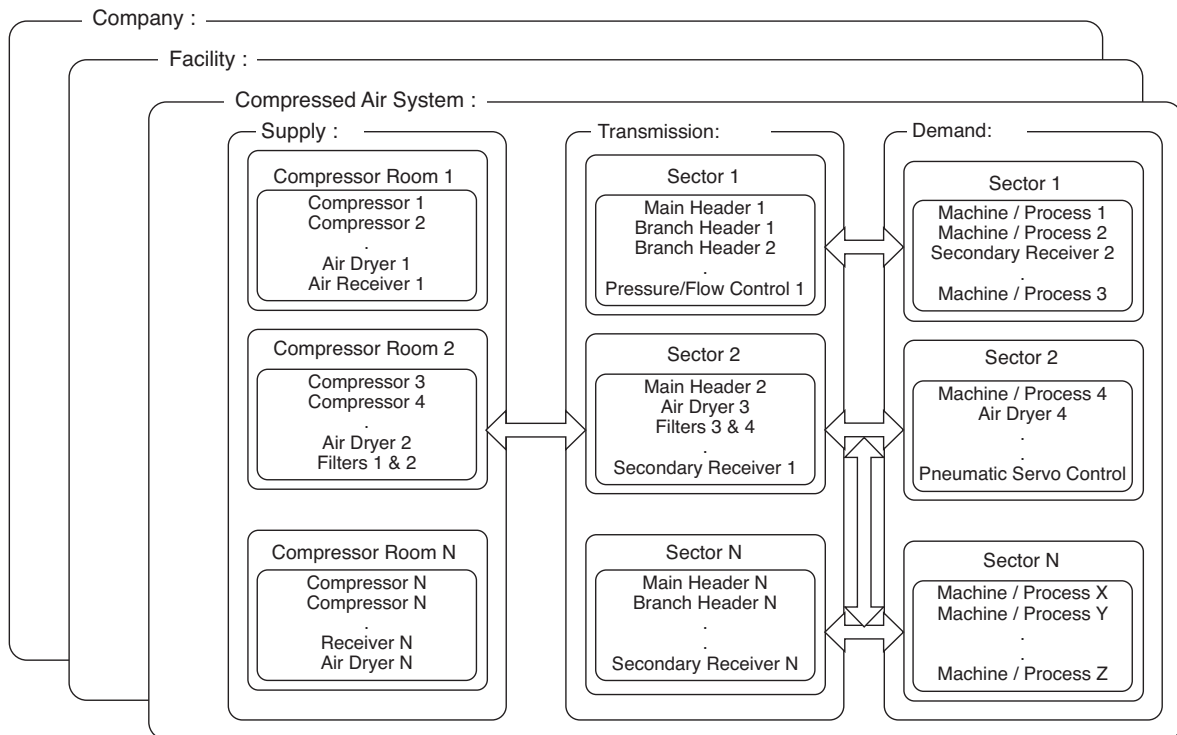 Company :
Facility :
Compressed Air System :
Supply :
Compressor Room 1
Compressor 1
Compressor 2
.
Air Dryer 1
Air Receiver 1
Compressor Room 2
Compressor 3
Compressor 4
.
Air Dryer 2
Filters 1 & 2
Compressor Room N
Compressor N
Compressor N
.
Receiver N
Air Dryer N
Transmission:
Sector 1
Main Header 1
Branch Header 1
Branch Header 2
.
Pressure/Flow Control 1
Sector 2
Main Header 2
Air Dryer 3
Filters 3 & 4
.
Secondary Receiver 1
Sector N
Main Header N
Branch Header N
.
.
Secondary Receiver N
Demand:
Sector 1
Machine / Process 1
Machine / Process 2
Secondary Receiver 2
.
Machine / Process 3
Sector 2
Machine / Process 4
Air Dryer 4
.
.
Pneumatic Servo Control
Sector N
Machine / Process X
Machine / Process Y
.
.
Machine / Process Z